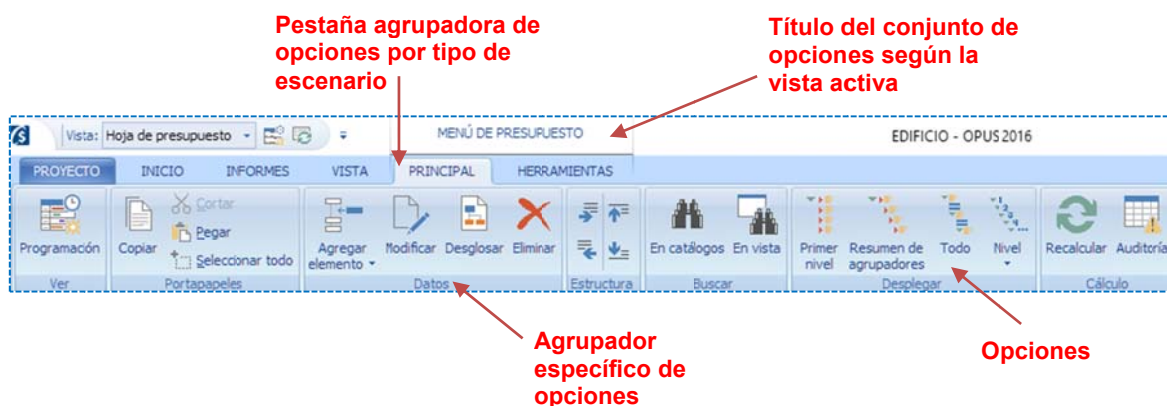 Pestaña agrupadora de
opciones por tipo de
escenario
Título del conjunto de
opciones según la
vista activa
Vista: Hoja de presupuesto
MENÚ DE PRESUPUESTO
EDIFICIO - OPUS 2016
PROYECTO INICIO INFORMES VISTA PRINCIPAL HERRAMIENTAS
Programación
Copiar
Cortar
Pegar
Seleccionar todo
Agregar
elemento
Modificar
Desglosar
Eliminar
En catálogos
En vista
Primer
nivel
Resumen de
agrupadores
Todo
Nivel
Recalcular
Auditoría
Ver Portapapeles Datos Estructura Buscar Desplegar Cálculo
Agrupador
específico de
opciones
Opciones